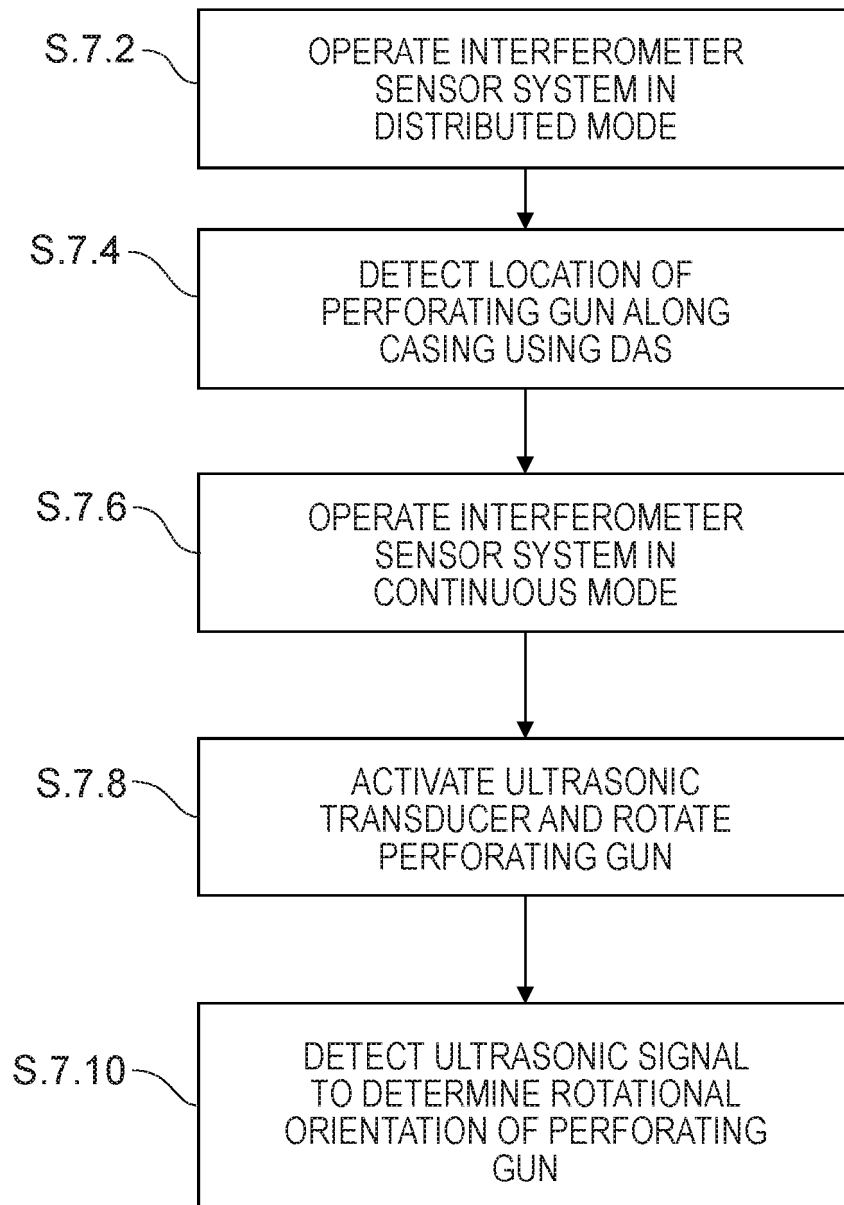 S.7.2
OPERATE INTERFEROMETER
SENSOR SYSTEM IN
DISTRIBUTED MODE
S.7.4
DETECT LOCATION OF
PERFORATING GUN ALONG
CASING USING DAS
S.7.6
OPERATE INTERFEROMETER
SENSOR SYSTEM IN
CONTINUOUS MODE
S.7.8
ACTIVATE ULTRASONIC
TRANSDUCER AND ROTATE
PERFORATING GUN
S.7.10
DETECT ULTRASONIC SIGNAL
TO DETERMINE ROTATIONAL
ORIENTATION OF PERFORATING
GUN